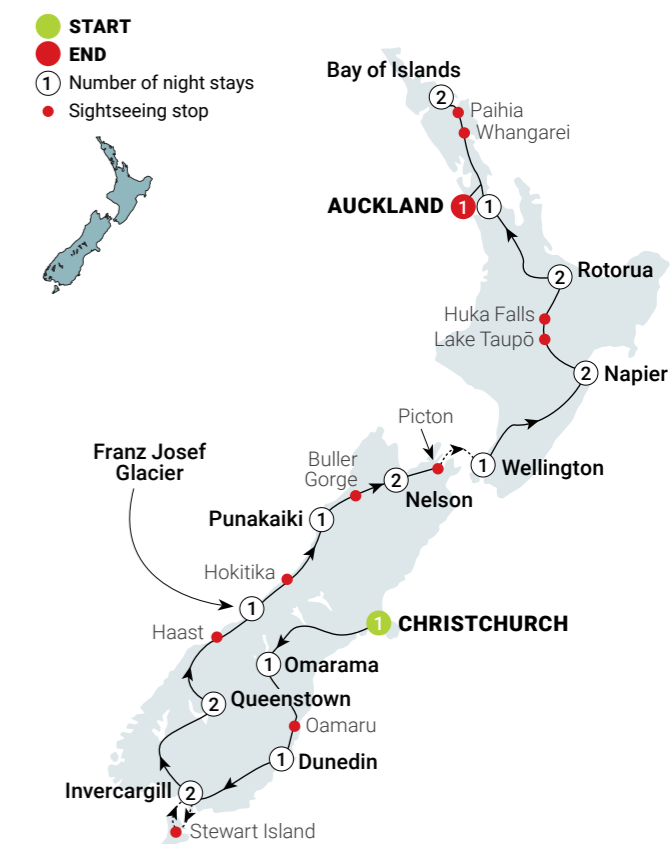 START
END
1 Number of night stays
Sightseeing stop
Bay of Islands
2
Paihia
Whangarei
AUCKLAND 1 1
2 Rotorua
Huka Falls
Lake Taupō
2 Napier
Picton
Franz Josef
Glacier
Buller
Gorge
1 Wellington
2
Nelson
Punakaiki 1
Hokitika
1
1 CHRISTCHURCH
Haast
1 Omarama
2 Queenstown
Oamaru
1 Dunedin
Invercargill 2
Stewart Island